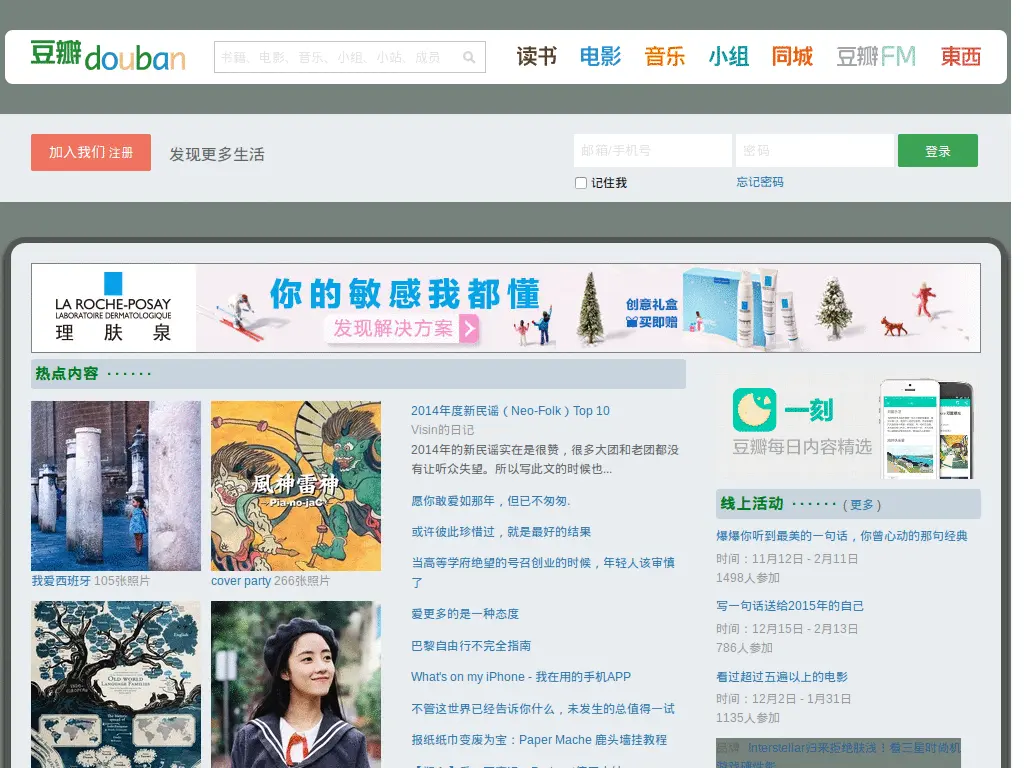 豆瓣douban
书籍、电影、音乐、小组、小站、成员
读书 电影 音乐 小组 同城 豆瓣FM 東西
加入我们 注册 发现更多生活
邮箱/手机号 密码 登录
记住我 忘记密码
LA ROCHE-POSAY
LABORATOIRE DERMATOLOGIQUE
理 肤 泉
你的敏感我都懂
发现解决方案
创意礼盒
买即赠
热点内容 · · · · · ·
我爱西班牙 105张照片
風神雷神
Pia-no-jaC
cover party 266张照片
English
OLD WORLD
LANGUAGE FAMILIES
2014年度新民谣（Neo-Folk）Top 10
Visin的日记
2014年的新民谣实在是很赞，很多大团和老团都没
有让听众失望。所以写此文的时候也...
愿你敢爱如那年，但已不匆匆.
或许彼此珍惜过，就是最好的结果
当高等学府绝望的号召创业的时候，年轻人该审慎
了
爱更多的是一种态度
巴黎自由行不完全指南
What's on my iPhone - 我在用的手机APP
不管这世界已经告诉你什么，未发生的总值得一试
报纸纸巾变废为宝：Paper Mache 鹿头墙挂教程
一刻
豆瓣每日内容精选
线上活动 · · · · · · ( 更多 )
爆爆你听到最美的一句话，你曾心动的那句经典
时间：11月12日 - 2月11日
1498人参加
写一句话送给2015年的自己
时间：12月15日 - 2月13日
786人参加
看过超过五遍以上的电影
时间：12月2日 - 1月31日
1135人参加
品牌 Interstellar归来拒绝肤浅！看三星时尚机